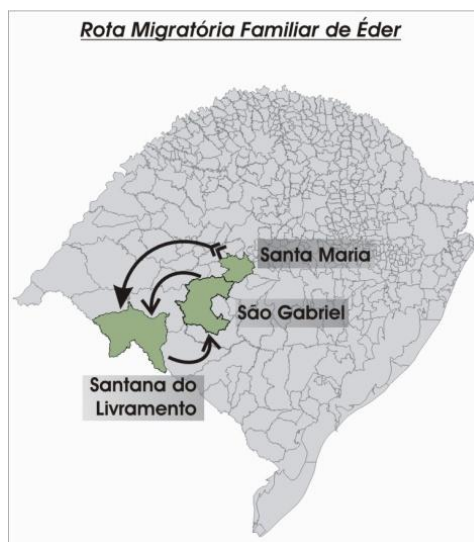 Rota Migratória Familiar de Éder
Santa Maria
São Gabriel
Santana do
Livramento